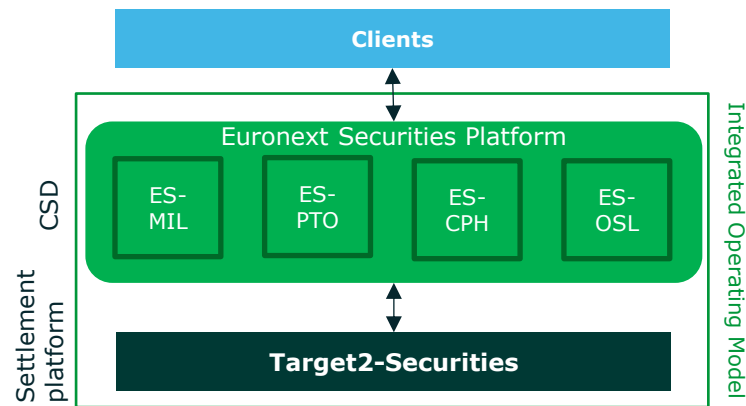 Clients
Euronext Securities Platform
ES-
MIL
ES-
PTO
ES-
CPH
ES-
OSL
CSD
Settlement
platform
Target2-Securities
Integrated Operating Model